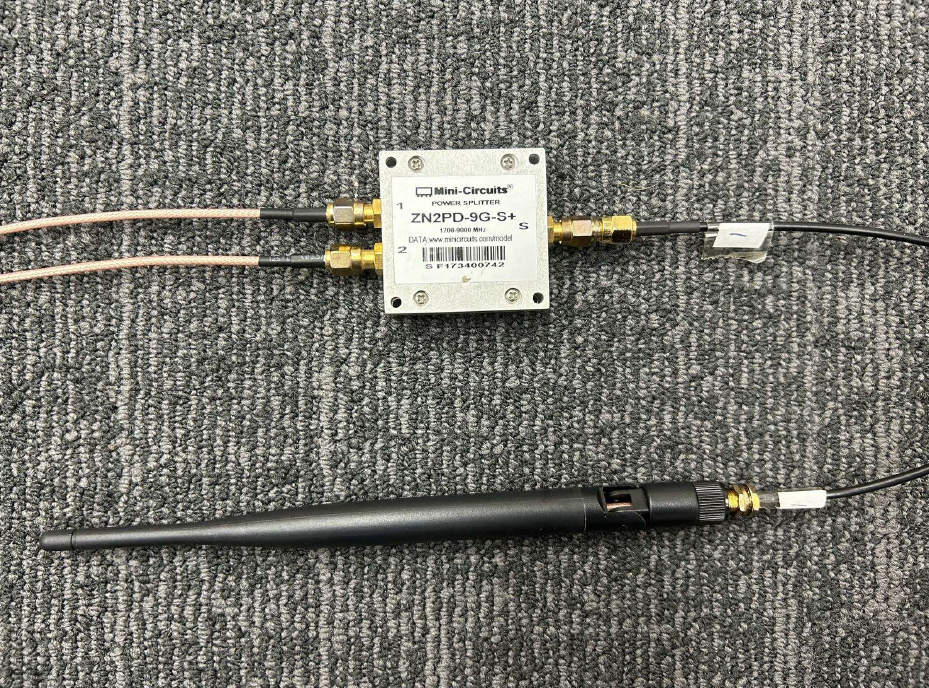 Mini-Circuits®
POWER SPLITTER
ZN2PD-9G-S+
1700-9000 MHz
DATA:www.minicircuits.com/model
S F173400742
1
2
S